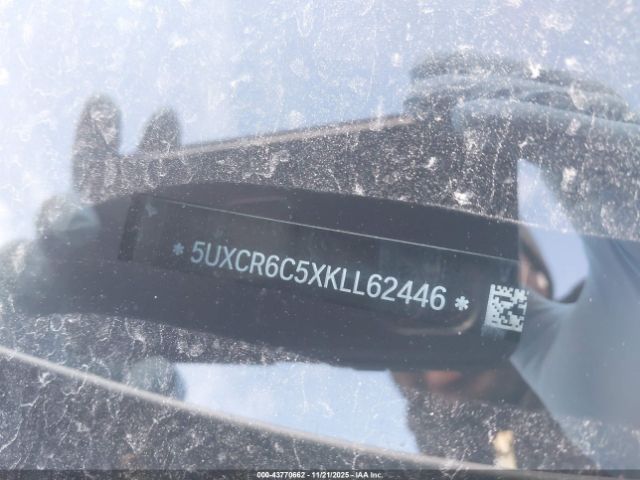 * 5UXCR6C5XKLL62446 *
000-43770662 - 11/21/2025 - IAA Inc.